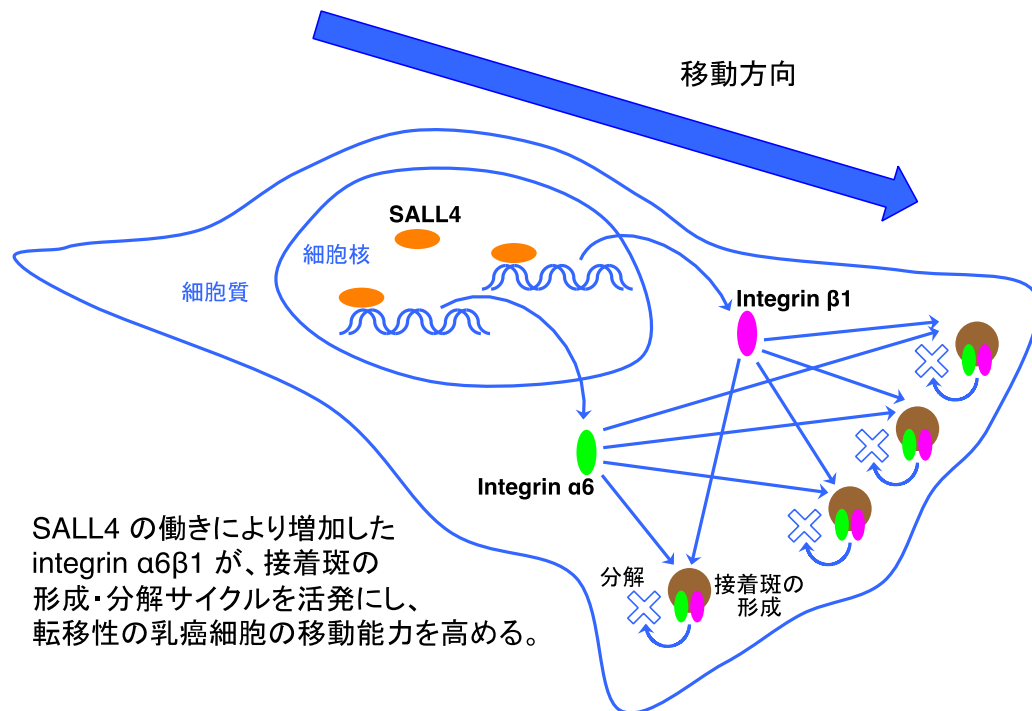 移動方向
SALL4
細胞核
細胞質
Integrin β1
Integrin α6
SALL4 の働きにより増加した
integrin α6β1 が、接着斑の
形成・分解サイクルを活発にし、
転移性の乳癌細胞の移動能力を高める。
分解
接着斑の
形成